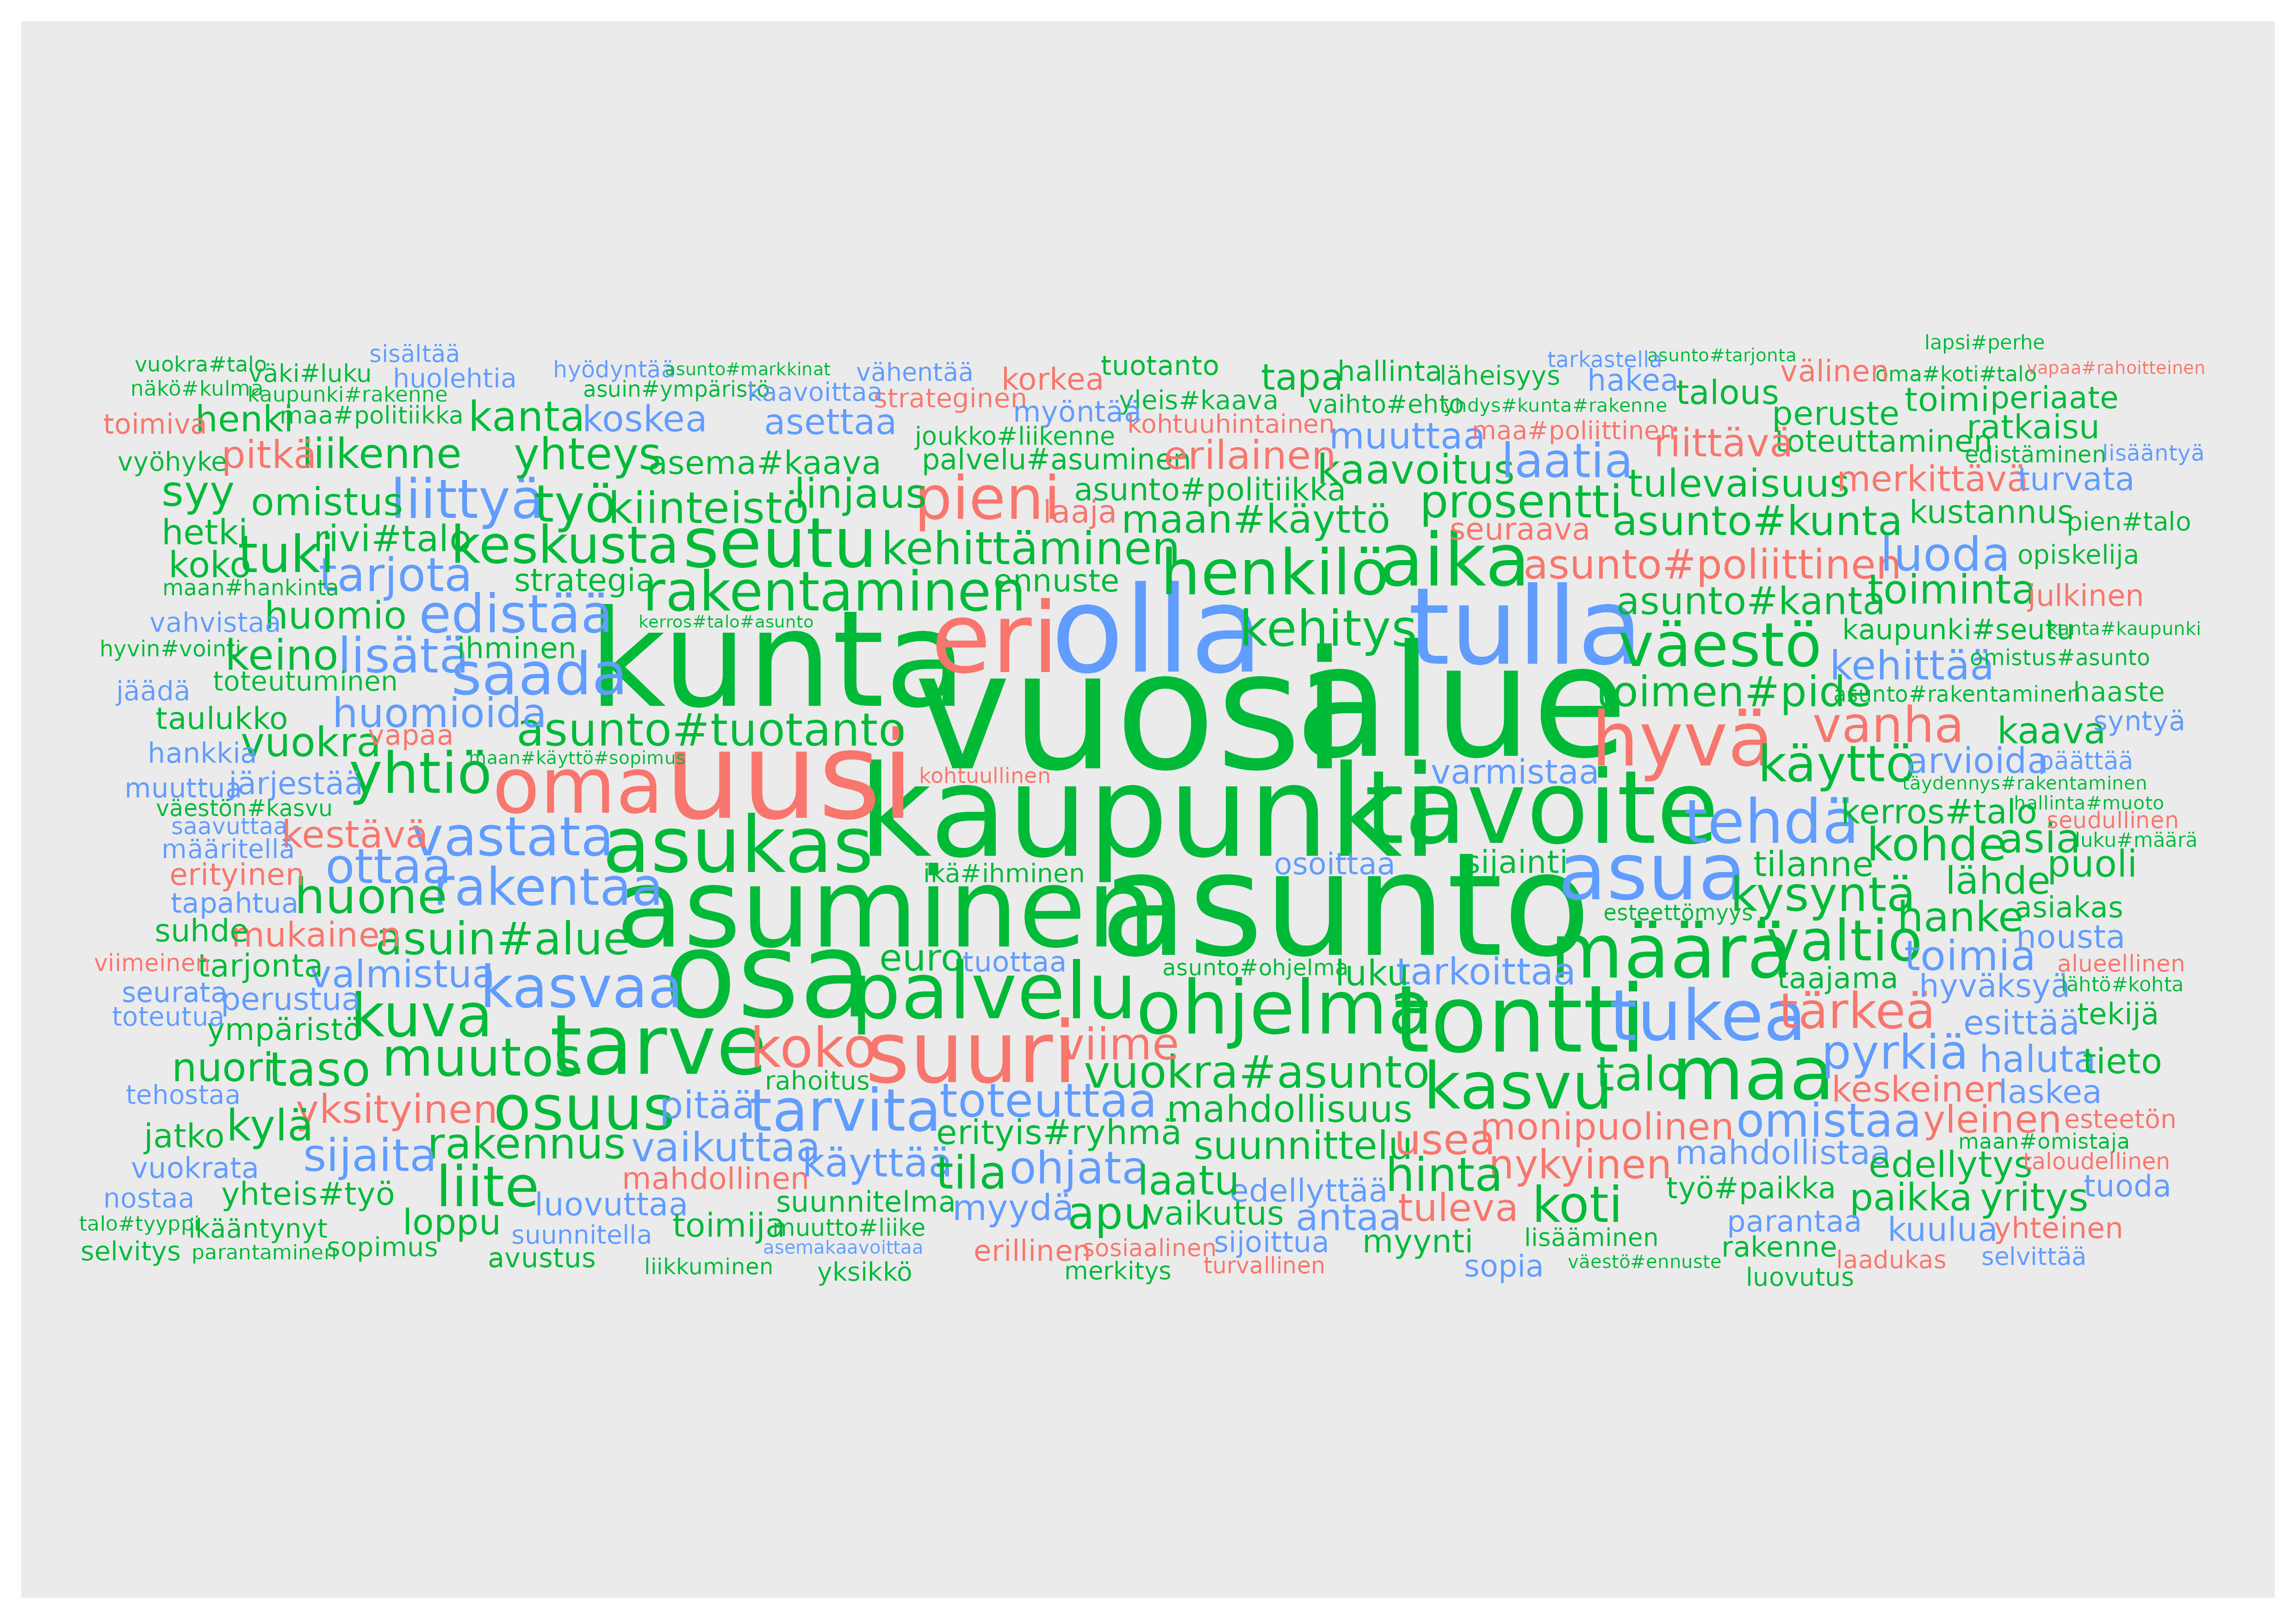 lapsi#perhe
sisältää
vuokra#talo
väki#luku
huolehtia
hyödyntää
asunto#markkinat
vähentää
korkea
tuotanto
tapa
hallinta
läheisyys
tarkastella
asunto#tarjonta
hakea
talous
välinen
oma#koti#talo
vapaa#rahoitteinen
näkö#kulma
kaupunki#rakenne
asuin#ympäristö
kaavoittaa
strateginen
myöntää
yleis#kaava
vaihto#ehto
yhdys#kunta#rakenne
peruste
toimi
periaate
toimiva
henki
maa#politiikka
kanta
koskea
asettaa
joukko#liikenne
kohtuuhintainen
muuttaa
maa#poliittinen
riittävä
toteuttaminen
ratkaisu
edistäminen
lisääntyä
vyöhyke
pitkä
liikenne
yhteys
asema#kaava
palvelu#asuminen
erilainen
kaavoitus
laatia
tulevaisuus
merkittävä
turvata
syy
omistus
liittyä
työ
kiinteistö
linjaus
pieni
laaja
asunto#politiikka
maan#käyttö
prosentti
seuraava
asunto#kunta
kustannus
pien#talo
hetki
koko
tuki
rivi#talo
keskusta
seutu
kehittäminen
henkilö
aika
asunto#poliittinen
luoda
opiskelija
maan#hankinta
tarjota
strategia
rakentaminen
ennuste
asunto#kanta
toiminta
julkinen
vahvistaa
huomio
edistää
kerros#talo#asunto
kunta
eri
olla
kehitys
tulla
väestö
kaupunki#seutu
kanta#kaupunki
hyvin#vointi
keino
lisätä
ihminen
saada
kehittää
omistus#asunto
jäädä
toteutuminen
vuosi
alue
toimen#pide
asunto#rakentaminen
haaste
taulukko
huomioida
asunto#tuotanto
hyvä
vanha
kaava
syntyä
hankkia
vuokra
vapaa
maan#käyttö#sopimus
oma
uusi
kohtuullinen
kaupunki
tavoite
varmistaa
käyttö
arvioida
päättää
muuttua
järjestää
yhtiö
täydennys#rakentaminen
väestön#kasvu
tehdä
kerros#talo
hallinta#muoto
seudullinen
saavuttaa
kestävä
vastata
asukas
kohde
asia
luku#määrä
määritellä
ottaa
ikä#ihminen
osoittaa
sijainti
asua
tilanne
puoli
erityinen
huone
rakentaa
asuminen
asunto
kysyntä
lähde
tapahtua
esteettömyys
hanke
asiakas
suhde
mukainen
asuin#alue
määrä
valtio
housta
viimeinen
tarjonta
valmistua
kasvaa
osa
euro
tuottaa
asunto#ohjelma
luku
tarkoittaa
taajama
toimia
alueellinen
seurata
perustua
palvelu
ohjelma
tontti
tukea
hyväksyä
lähtö#kohta
toteutua
ympäristö
kuva
tarve
koko
suuri
viime
tärkeä
esittää
tekijä
nuori
taso
muutos
rahoitus
vuokra#asunto
kasvu
talo
maa
pyrkiä
haluta
tieto
tehostaa
yksityinen
osuus
pitää
tarvita
toteuttaa
mahdollisuus
keskeinen
laskea
jatko
kylä
rakennus
vaikuttaa
erityis#ryhmä
suunnittelu
usea
monipuolinen
omistaa
yleinen
esteetön
vuokrata
sijaita
mahdollinen
käyttää
tila
ohjata
laatu
edellyttää
hinta
nykyinen
mahdollistaa
maan#omistaja
edellytys
taloudellinen
nostaa
yhteis#työ
liite
luovuttaa
suunnitelma
myydä
apu
vaikutus
antaa
tuleva
koti
työ#paikka
paikka
yritys
tuoda
talo#tyyppi
ikääntynyt
loppu
suunnitella
toimija
muutto#liike
parantaa
kuulua
yhteinen
selvitys
parantaminen
sopimus
avustus
liikkuminen
asemakaavoittaa
yksikkö
erillinen
sosiaalinen
merkitys
sijoittua
turvallinen
myynti
sopia
lisääminen
väestö#ennuste
rakenne
luovutus
laadukas
selvittää